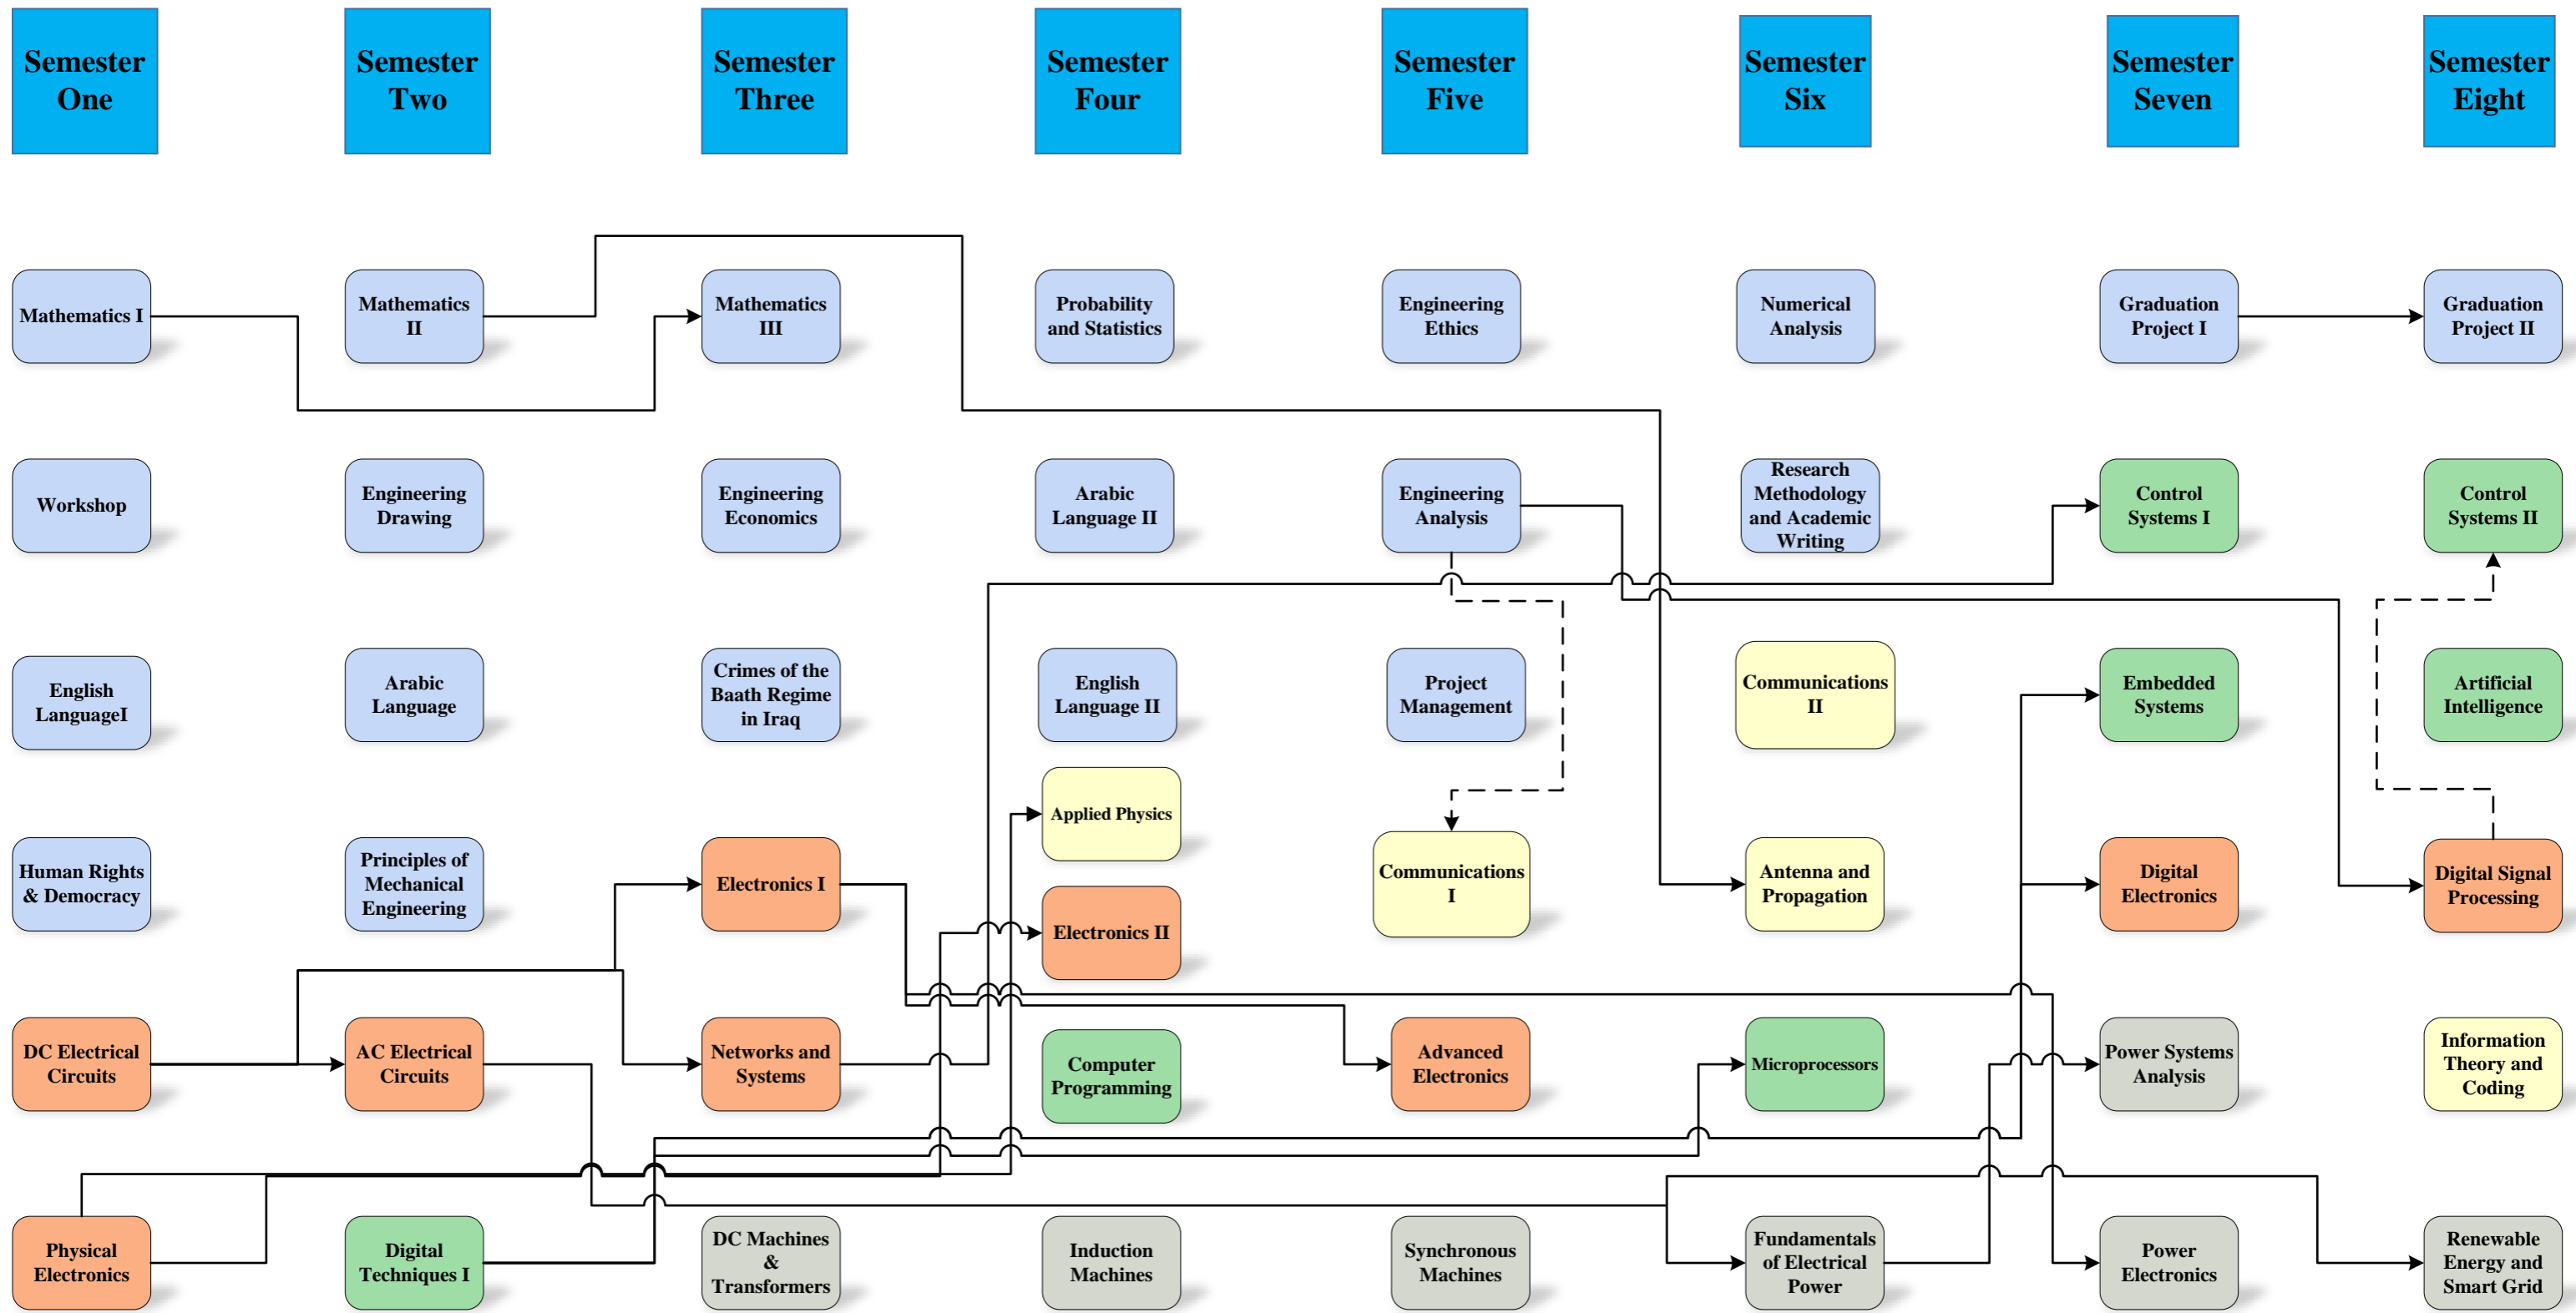 Semester
One
Semester
Two
Semester
Three
Semester
Four
Semester
Five
Semester
Six
Semester
Seven
Semester
Eight
Mathematics I
Mathematics
II
Mathematics
III
Probability
and Statistics
Engineering
Ethics
Numerical
Analysis
Graduation
Project I
Graduation
Project II
Workshop
Engineering
Drawing
Engineering
Economics
Arabic
Language II
Engineering
Analysis
Research
Methodology
and Academic
Writing
Control
Systems I
Control
Systems II
English
LanguageI
Arabic
Language
Crimes of the
Baath Regime
in Iraq
English
Language II
Project
Management
Communications
II
Embedded
Systems
Artificial
Intelligence
Applied Physics
Human Rights
& Democracy
Principles of
Mechanical
Engineering
Electronics I
Electronics II
Communications
I
Antenna and
Propagation
Digital
Electronics
Digital Signal
Processing
DC Electrical
Circuits
AC Electrical
Circuits
Networks and
Systems
Computer
Programming
Advanced
Electronics
Microprocessors
Power Systems
Analysis
Information
Theory and
Coding
Physical
Electronics
Digital
Techniques I
DC Machines
&
Transformers
Induction
Machines
Synchronous
Machines
Fundamentals
of Electrical
Power
Power
Electronics
Renewable
Energy and
Smart Grid